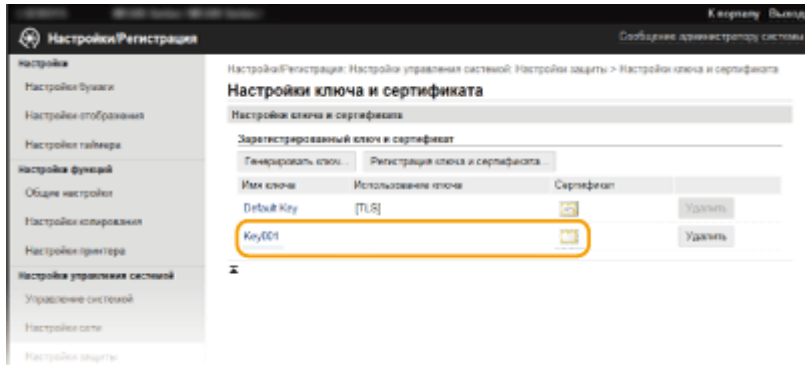 К порталу Выход
Настройки/Регистрация
Сообщение администратору системы
Настройка
Настройки/Регистрация: Настройки управления системой: Настройки защиты > Настройки ключа и сертификата
Настройки бумаги
Настройки ключа и сертификата
Настройки отображения
Настройки ключа и сертификата
Настройки таймера
Зарегистрированный ключ и сертификат
Генерировать ключ... Регистрация ключа и сертификата...
Настройки функций
Имя ключа Использование ключа Сертификат
Общие настройки
Default Key [TLS] Удалить
Настройки копирования
Key001 Удалить
Настройки принтера
Настройки управления системой
Управление системой
Настройки сети
Настройки защиты